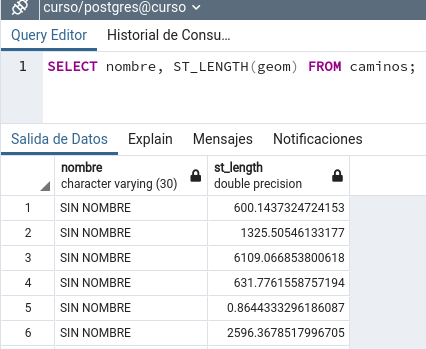 curso/postgres@curso
Query Editor Historial de Consu...
1 SELECT nombre, ST_LENGTH(geom) FROM caminos;
Salida de Datos Explain Mensajes Notificaciones
nombre st_length
character varying (30) double precision
1 SIN NOMBRE 600.1437324724153
2 SIN NOMBRE 1325.50546133177
3 SIN NOMBRE 6109.066853800618
4 SIN NOMBRE 631.7761558757194
5 SIN NOMBRE 0.8644333296186087
6 SIN NOMBRE 2596.3678517996705